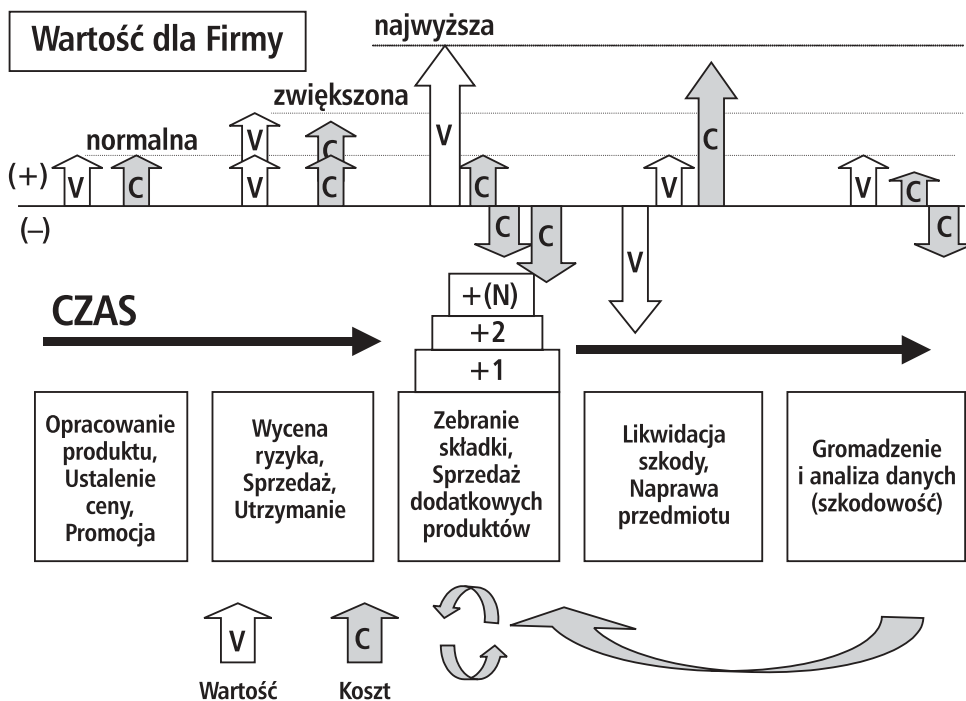 Wartość dla Firmy
najwyższa
zwiększona
normalna
(+)
(–)
V
C
V
V
C
C
V
C
C
C
V
V
C
V
C
C
CZAS
+(N)
+2
+1
Opracowanie
produktu,
Ustalenie
ceny,
Promocja
Wycena
ryzyka,
Sprzedaż,
Utrzymanie
Zebranie
składki,
Sprzedaż
dodatkowych
produktów
Likwidacja
szkody,
Naprawa
przedmiotu
Gromadzenie
i analiza danych
(szkodowość)
V
Wartość
C
Koszt